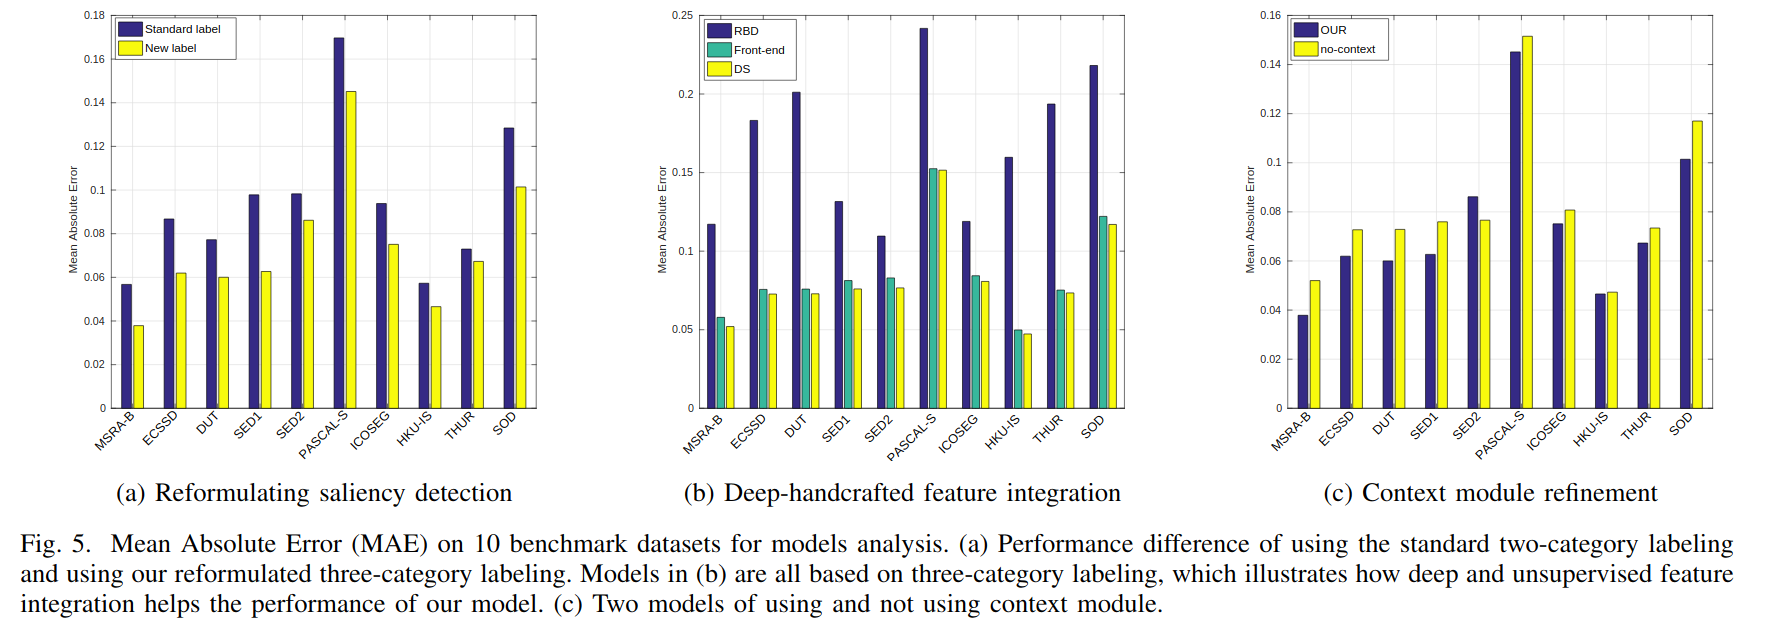 0.18
0.16
0.14
0.12
0.1
0.08
0.06
0.04
0.02
0
Mean Absolute Error
Standard label
New label
MSRA-B
ECSSD
DUT
SED1
SED2
PASCAL-S
ICOSEG
HKU-IS
THUR
SOD
(a) Reformulating saliency detection
0.25
0.2
0.15
0.1
0.05
0
Mean Absolute Error
RBD
Front-end
DS
MSRA-B
ECSSD
DUT
SED1
SED2
PASCAL-S
ICOSEG
HKU-IS
THUR
SOD
(b) Deep-handcrafted feature integration
0.16
0.14
0.12
0.1
0.08
0.06
0.04
0.02
0
Mean Absolute Error
OUR
no-context
MSRA-B
ECSSD
DUT
SED1
SED2
PASCAL-S
ICOSEG
HKU-IS
THUR
SOD
(c) Context module refinement
Fig. 5. Mean Absolute Error (MAE) on 10 benchmark datasets for models analysis. (a) Performance difference of using the standard two-category labeling
and using our reformulated three-category labeling. Models in (b) are all based on three-category labeling, which illustrates how deep and unsupervised feature
integration helps the performance of our model. (c) Two models of using and not using context module.